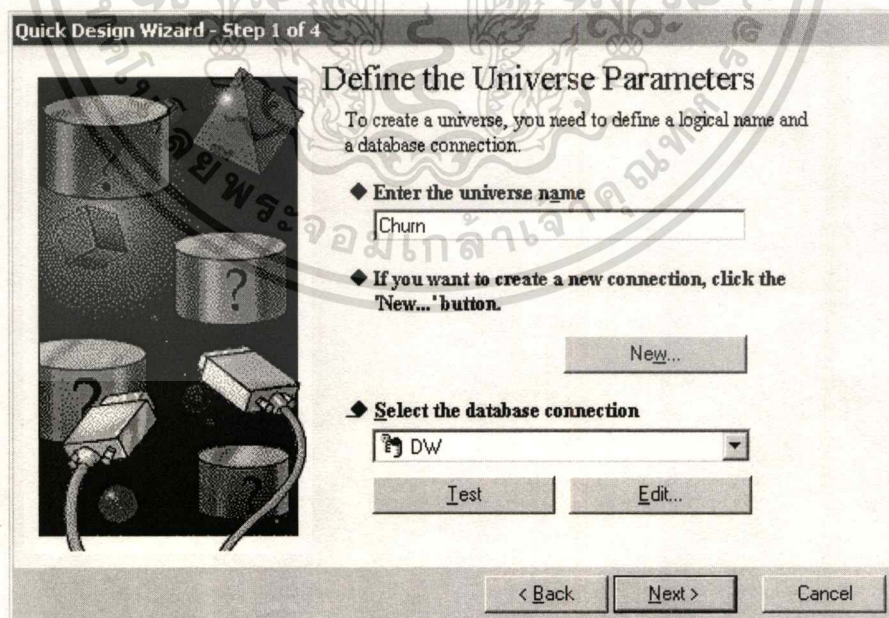 Quick Design Wizard - Step 1 of 4
Define the Universe Parameters
To create a universe, you need to define a logical name and
a database connection.
Enter the universe name
Churn
If you want to create a new connection, click the
'New...' button.
New...
Select the database connection
DW
Test
Edit...
< Back
Next >
Cancel
?
?
?
?